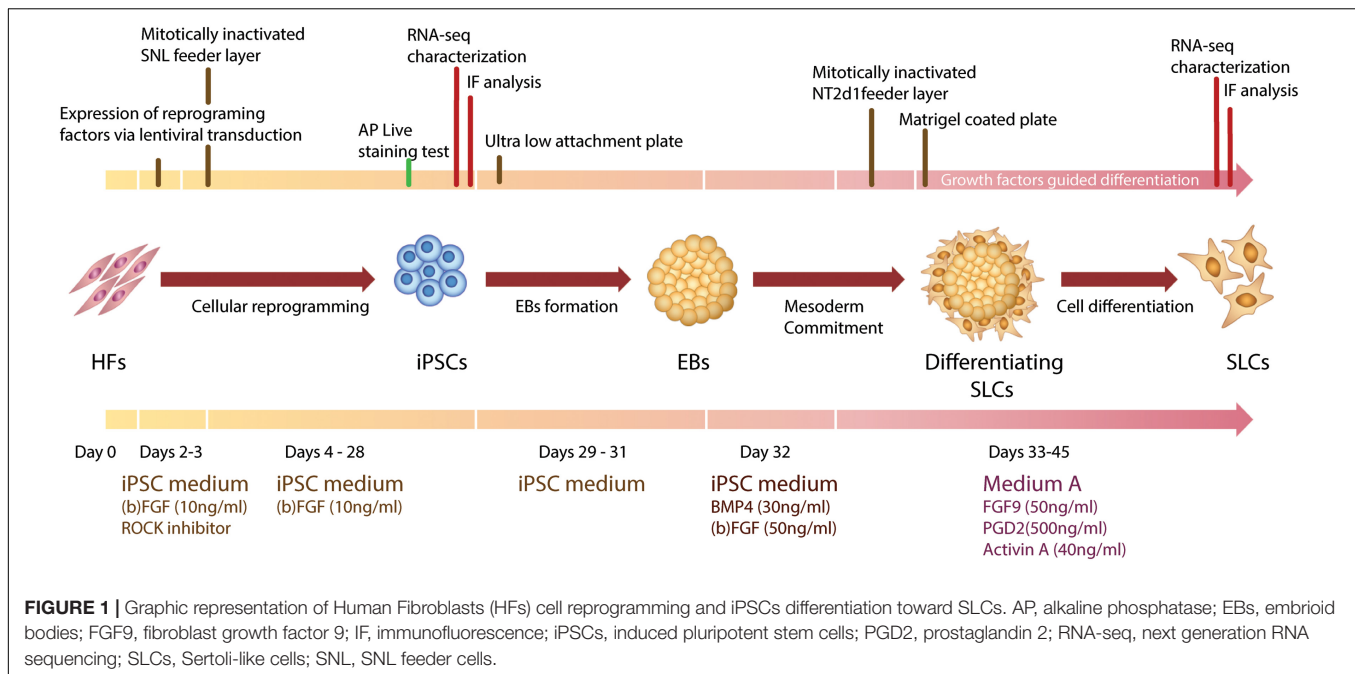 Mitotically inactivated
SNL feeder layer
Expression of reprograming
factors via lentiviral transduction
AP Live
staining test
RNA-seq
characterization
IF analysis
Ultra low attachment plate
Mitotically inactivated
NT2d1feeder layer
Matrigel coated plate
RNA-seq
characterization
IF analysis
Growth factors guided differentiation
Cellular reprogramming
EBs formation
Mesoderm
Commitment
Cell differentiation
HFs
iPSCs
EBs
Differentiating
SLCs
SLCs
Day 0
Days 2-3
Days 4 - 28
Days 29 - 31
Day 32
Days 33-45
iPSC medium
(b)FGF (10ng/ml)
ROCK inhibitor
iPSC medium
(b)FGF (10ng/ml)
iPSC medium
iPSC medium
BMP4 (30ng/ml)
(b)FGF (50ng/ml)
Medium A
FGF9 (50ng/ml)
PGD2(500ng/ml)
Activin A (40ng/ml)
FIGURE 1 | Graphic representation of Human Fibroblasts (HFs) cell reprogramming and iPSCs differentiation toward SLCs. AP, alkaline phosphatase; EBs, embrioid
bodies; FGF9, fibroblast growth factor 9; IF, immunofluorescence; iPSCs, induced pluripotent stem cells; PGD2, prostaglandin 2; RNA-seq, next generation RNA
sequencing; SLCs, Sertoli-like cells; SNL, SNL feeder cells.